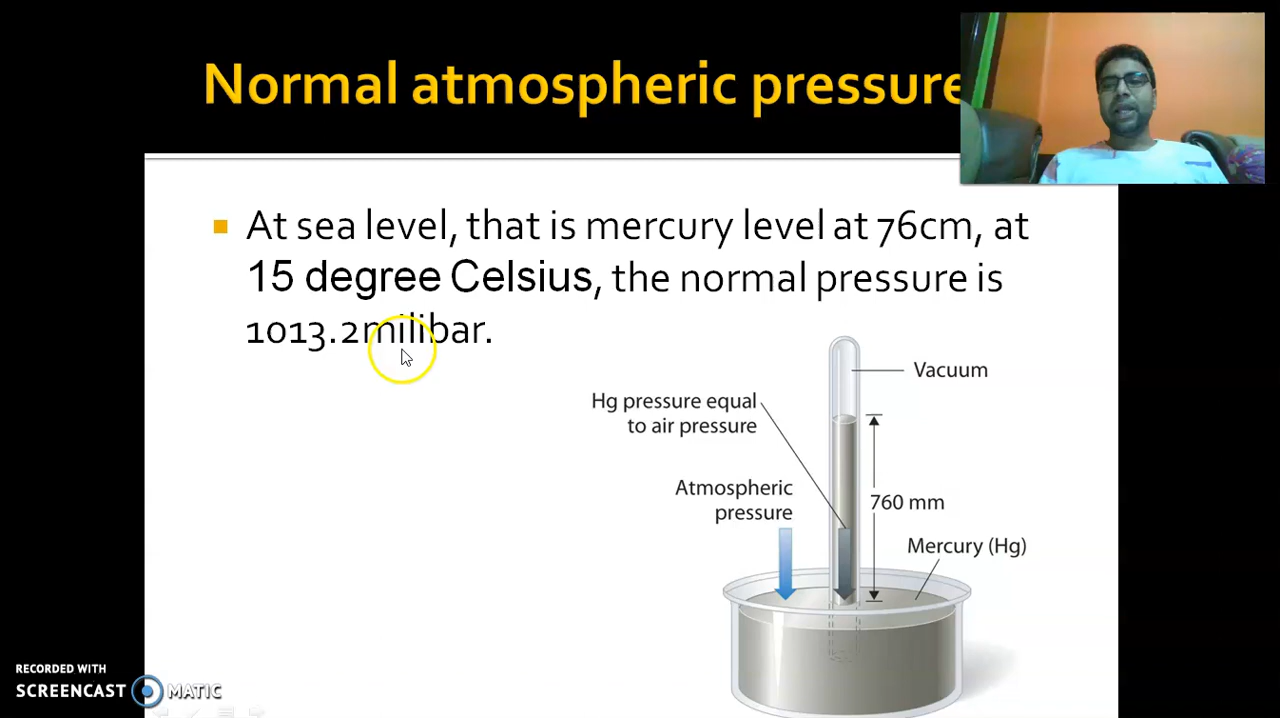 Normal atmospheric pressure
At sea level, that is mercury level at 76cm, at
15 degree Celsius, the normal pressure is
1013.2milibar.
Vacuum
Hg pressure equal
to air pressure
Atmospheric
pressure
760 mm
Mercury (Hg)
RECORDED WITH
SCREENCAST MATIC